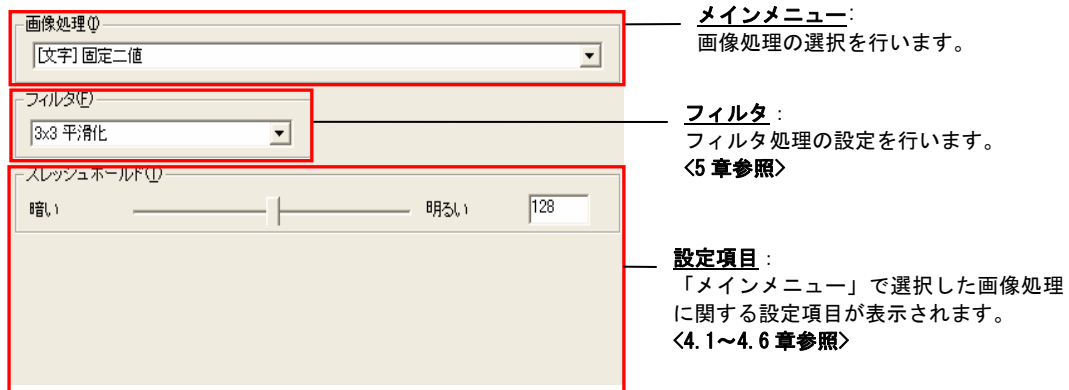 画像処理(I)
[文字] 固定二値
フィルタ(F)
3x3 平滑化
スレッシュホールド(T)
暗い 明るい 128
メインメニュー:
画像処理の選択を行います。
フィルタ:
フィルタ処理の設定を行います。
<5 章参照>
設定項目:
「メインメニュー」で選択した画像処理
に関する設定項目が表示されます。
<4.1～4.6 章参照>